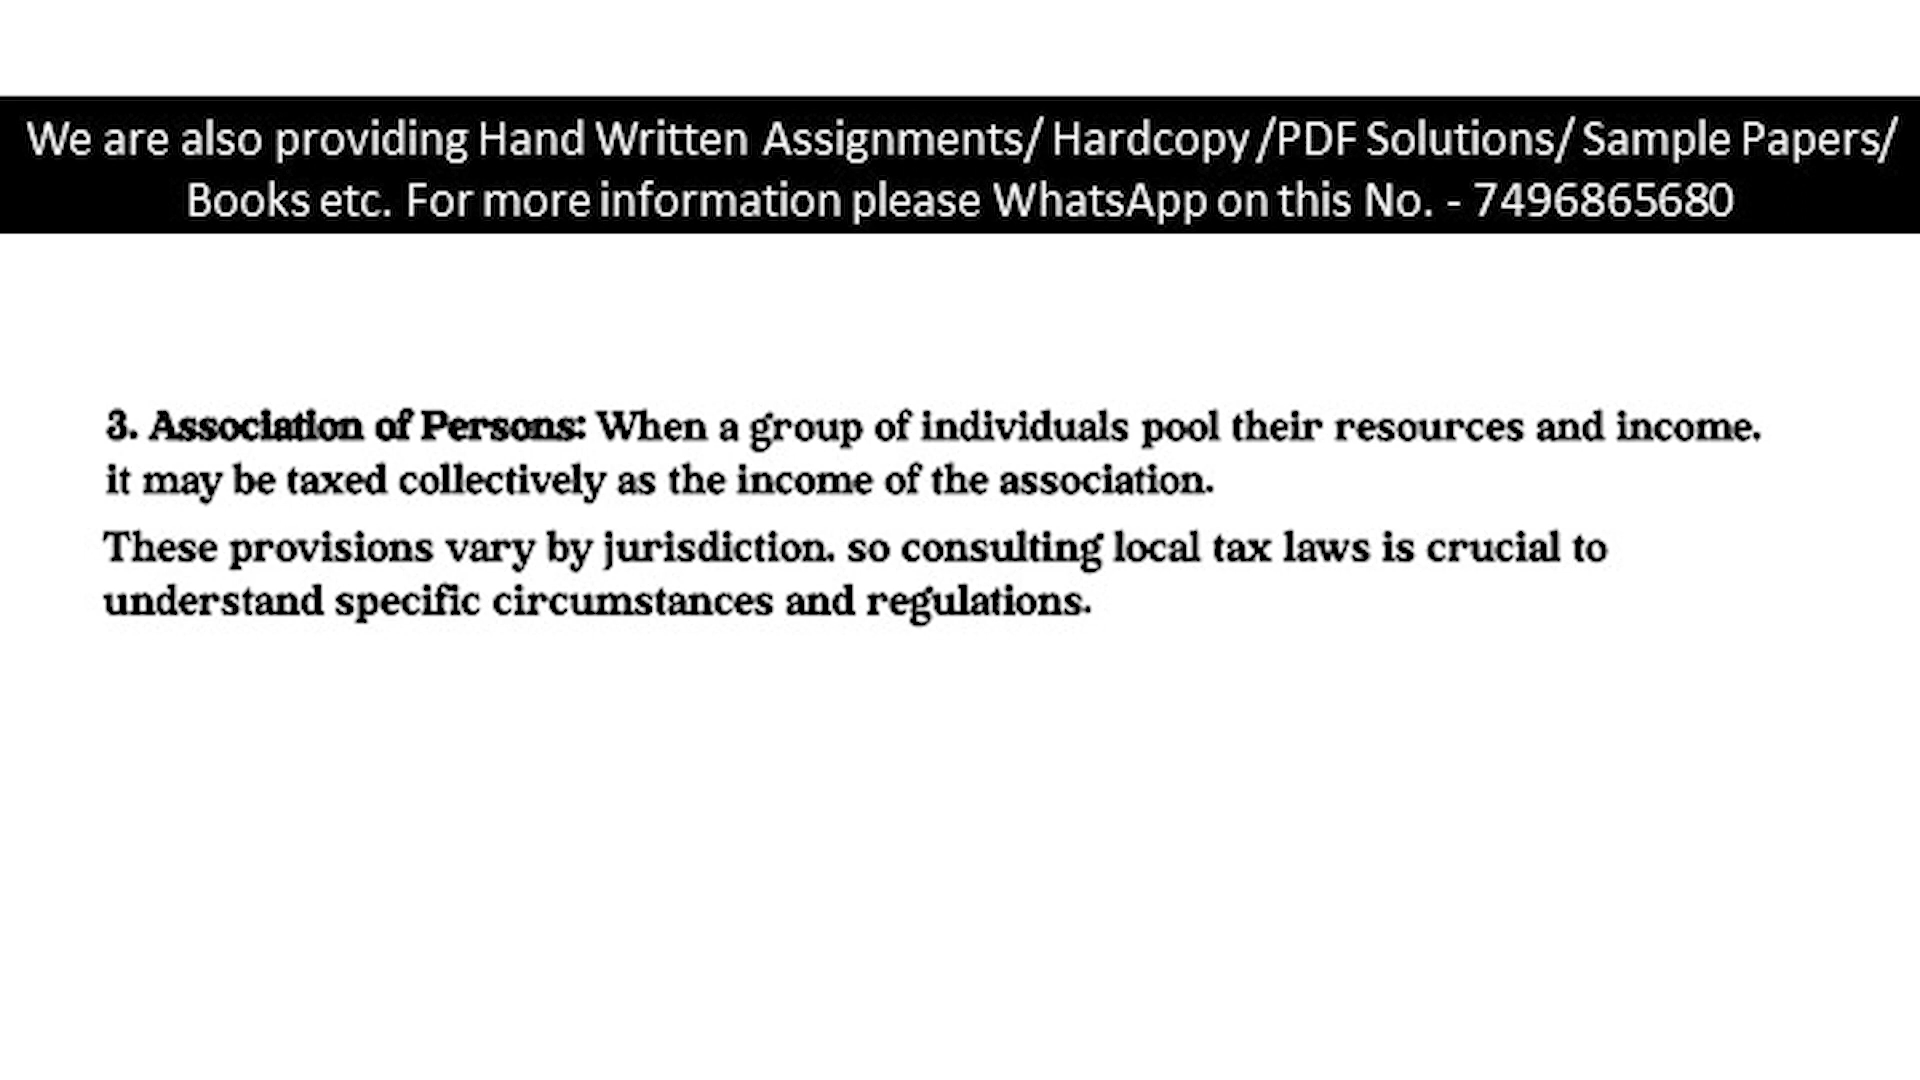 We are also providing Hand Written Assignments/ Hardcopy /PDF Solutions/ Sample Papers/
Books etc. For more information please WhatsApp on this No. - 7496865680
3. Association of Persons: When a group of individuals pool their resources and income.
it may be taxed collectively as the income of the association.
These provisions vary by jurisdiction. so consulting local tax laws is crucial to
understand specific circumstances and regulations.